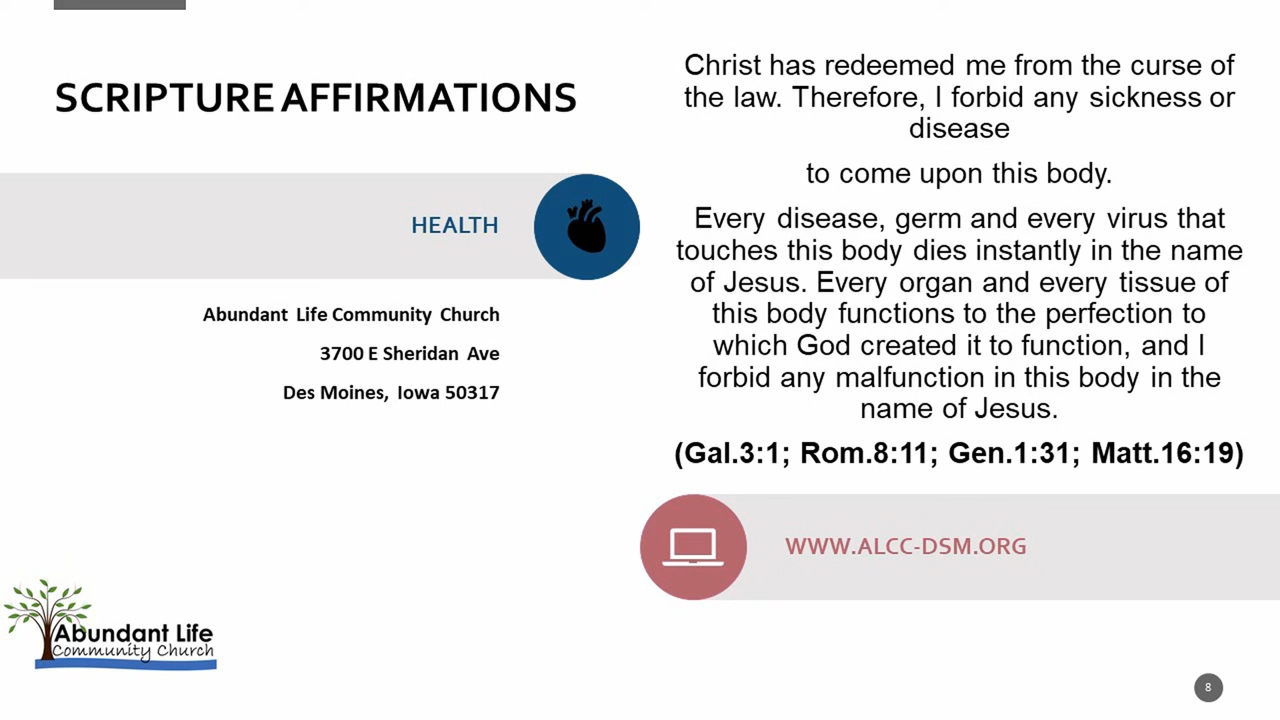 SCRIPTURE AFFIRMATIONS
HEALTH
Abundant Life Community Church
3700 E Sheridan Ave
Des Moines, Iowa 50317
Christ has redeemed me from the curse of
the law. Therefore, I forbid any sickness or
disease
to come upon this body.
Every disease, germ and every virus that
touches this body dies instantly in the name
of Jesus. Every organ and every tissue of
this body functions to the perfection to
which God created it to function, and I
forbid any malfunction in this body in the
name of Jesus.
(Gal.3:1; Rom.8:11; Gen.1:31; Matt.16:19)
WWW.ALCC-DSM.ORG
Abundant Life
Community Church
8